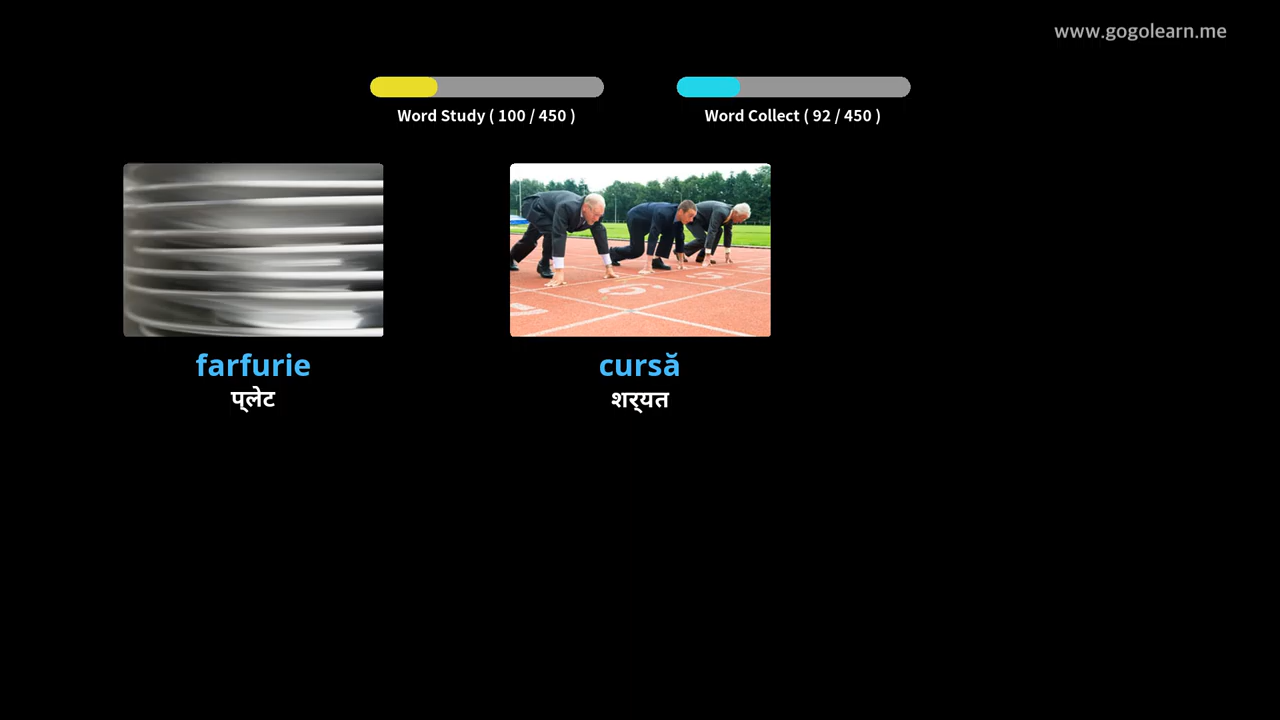 www.gogolearn.me
Word Study ( 100 / 450 )
Word Collect ( 92 / 450 )
farfurie
प्लेट
cursă
शर्यत